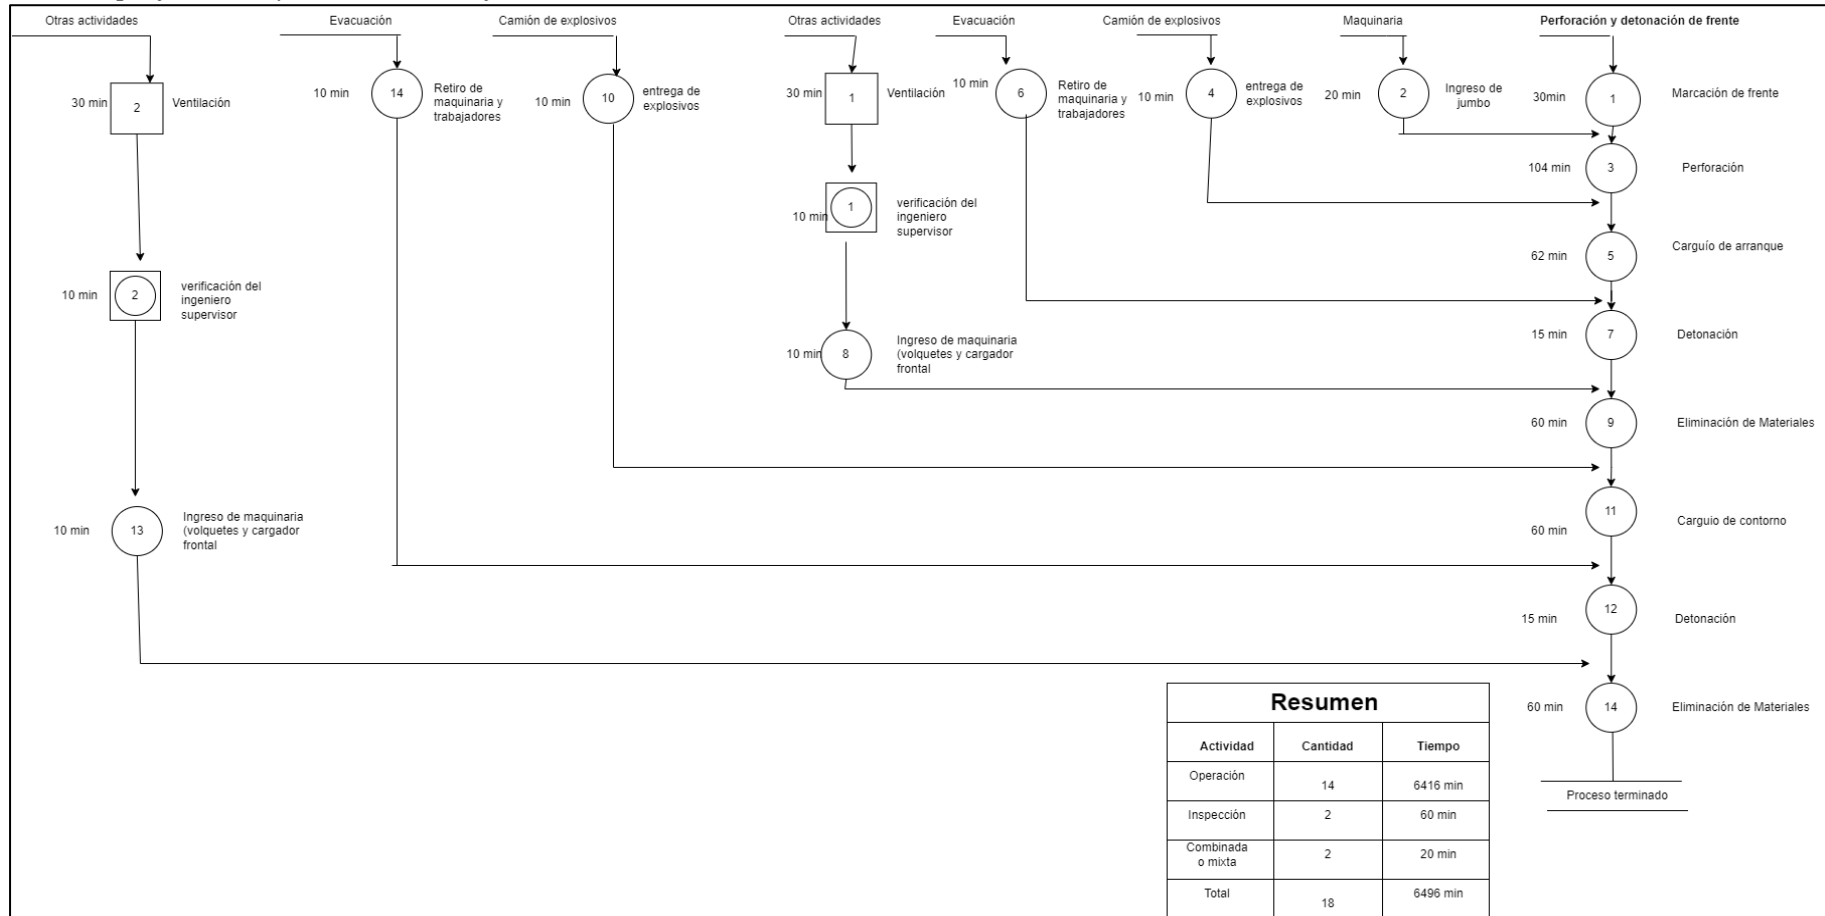 Otras actividades
Evacuación
Camión de explosivos
Otras actividades
Evacuación
Camión de explosivos
Maquinaria
Perforación y detonación de frente
30 min
2
Ventilación
10 min
14
Retiro de
maquinaria y
trabajadores
10 min
10
entrega de
explosivos
30 min
1
Ventilación
10 min
6
Retiro de
maquinaria y
trabajadores
10 min
4
entrega de
explosivos
20 min
2
Ingreso de
jumbo
30min
1
Marcación de frente
104 min
3
Perforación
10 min
1
verificación del
ingeniero
supervisor
62 min
5
Carguío de arranque
10 min
2
verificación del
ingeniero
supervisor
15 min
7
Detonación
10 min
8
Ingreso de maquinaria
(volquetes y cargador
frontal
60 min
9
Eliminación de Materiales
10 min
13
Ingreso de maquinaria
(volquetes y cargador
frontal
60 min
11
Carguio de contorno
15 min
12
Detonación
60 min
14
Eliminación de Materiales
Proceso terminado
Resumen
Actividad Cantidad Tiempo
Operación 14 6416 min
Inspección 2 60 min
Combinada
o mixta 2 20 min
Total 18 6496 min